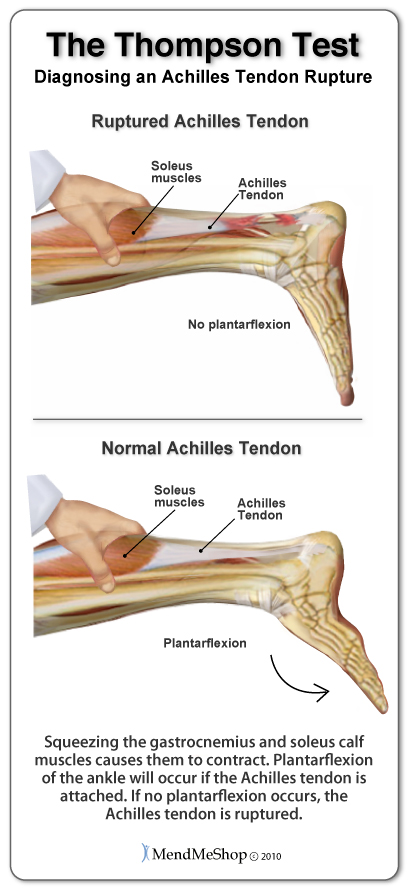 The Thompson Test
Diagnosing an Achilles Tendon Rupture
Ruptured Achilles Tendon
Soleus
muscles
Achilles
Tendon
No plantarflexion
Normal Achilles Tendon
Soleus
muscles
Achilles
Tendon
Plantarflexion
Squeezing the gastrocnemius and soleus calf
muscles causes them to contract. Plantarflexion
of the ankle will occur if the Achilles tendon is
attached. If no plantarflexion occurs, the
Achilles tendon is ruptured.
MendMeShop © 2010